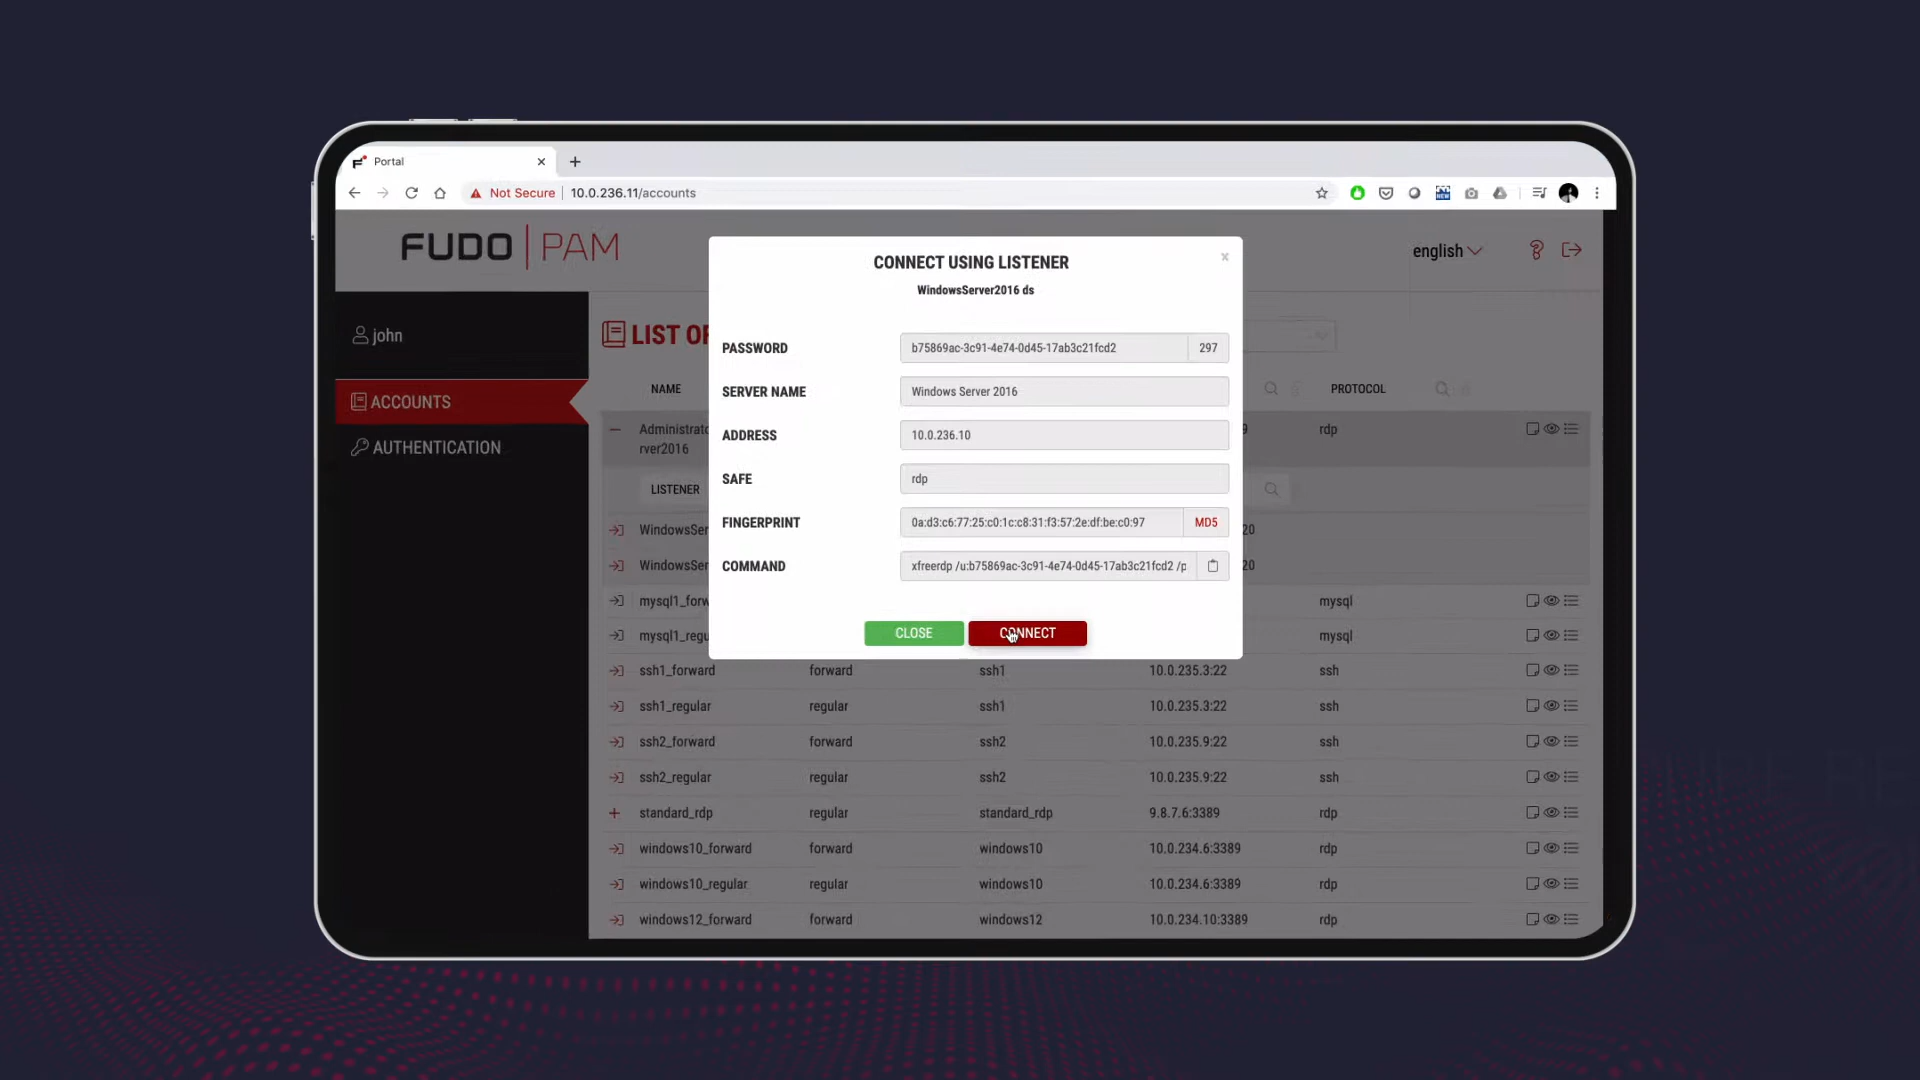 Portal
Not Secure 10.0.236.11/accounts
FUDO PAM
english
john
ACCOUNTS
AUTHENTICATION
LIST OF
CONNECT USING LISTENER
WindowsServer2016 ds
PASSWORD b75869ac-3c91-4e74-0d45-17ab3c21fcd2 297
SERVER NAME Windows Server 2016
ADDRESS 10.0.236.10
SAFE rdp
FINGERPRINT 0a:d3:c6:77:25:c0:1c:c8:31:f3:57:2e:df:be:c0:97 MD5
COMMAND xfreerdp /u:b75869ac-3c91-4e74-0d45-17ab3c21fcd2 /p
CLOSE CONNECT
NAME PROTOCOL
Administrato 9 rdp
rver2016
LISTENER
WindowsSer 20
WindowsSer 20
mysql1_forw mysql
mysql1_regu mysql
ssh1_forward forward ssh1 10.0.235.3:22 ssh
ssh1_regular regular ssh1 10.0.235.3:22 ssh
ssh2_forward forward ssh2 10.0.235.9:22 ssh
ssh2_regular regular ssh2 10.0.235.9:22 ssh
standard_rdp regular standard_rdp 9.8.7.6:3389 rdp
windows10_forward forward windows10 10.0.234.6:3389 rdp
windows10_regular regular windows10 10.0.234.6:3389 rdp
windows12_forward forward windows12 10.0.234.10:3389 rdp